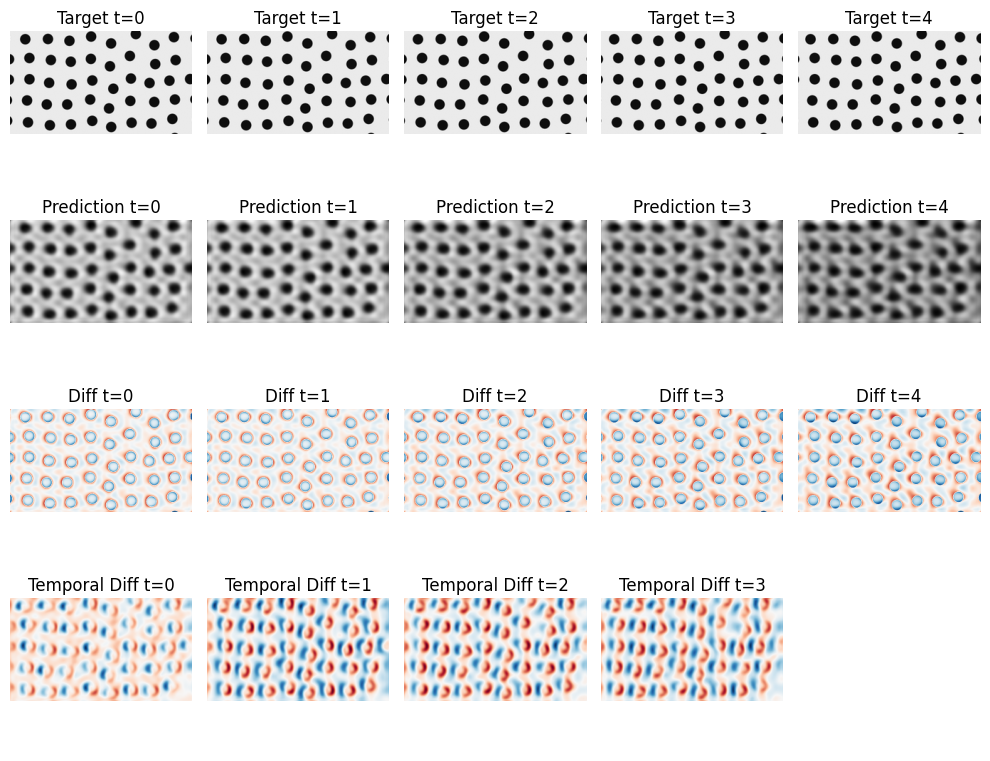 Target t=0
Target t=1
Target t=2
Target t=3
Target t=4
Prediction t=0
Prediction t=1
Prediction t=2
Prediction t=3
Prediction t=4
Diff t=0
Diff t=1
Diff t=2
Diff t=3
Diff t=4
Temporal Diff t=0
Temporal Diff t=1
Temporal Diff t=2
Temporal Diff t=3